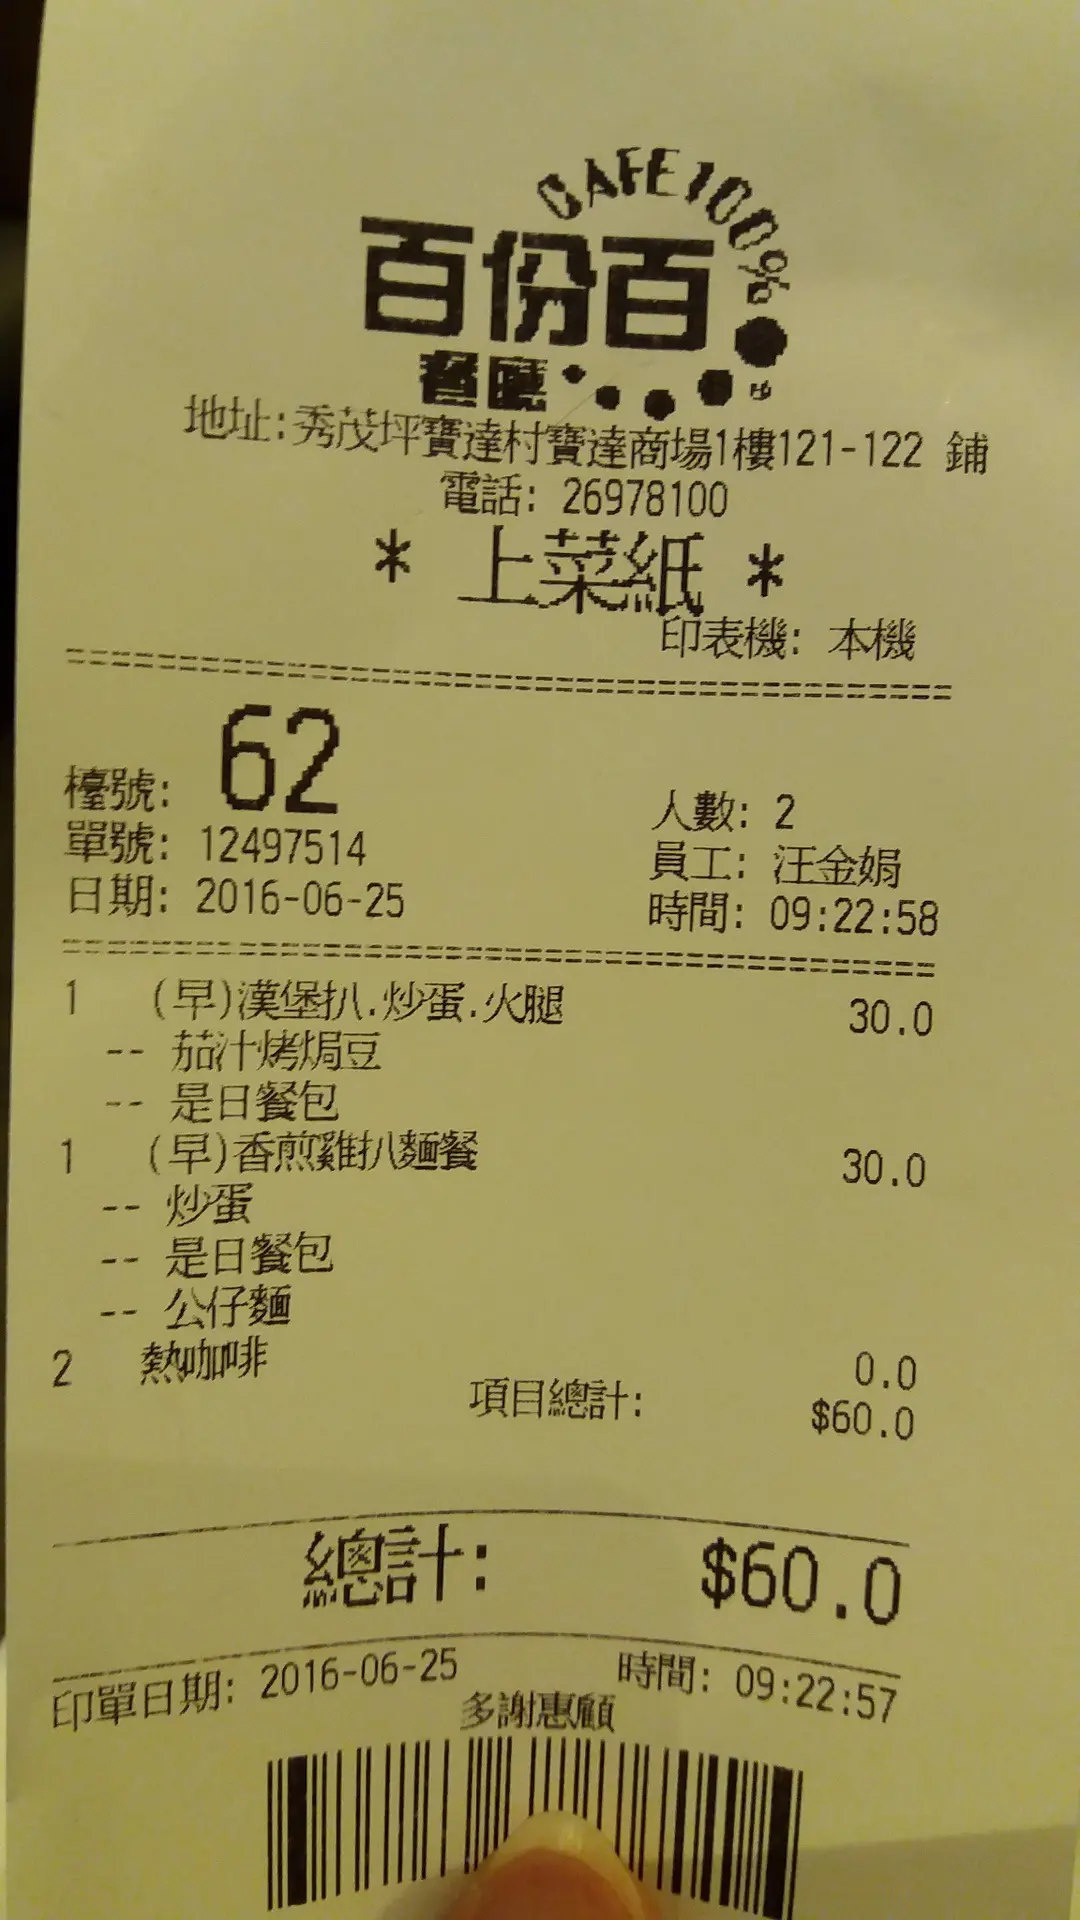 CAFE 100%
百份百
餐廳
地址:秀茂坪寶達村寶達商場1樓121-122 鋪
電話: 26978100
* 上菜紙 *
印表機: 本機
檯號: 62
人數: 2
單號: 12497514
員工: 汪金娟
日期: 2016-06-25
時間: 09:22:58
1 (早)漢堡扒.炒蛋.火腿 30.0
-- 茄汁烤焗豆
-- 是日餐包
1 (早)香煎雞扒麵餐 30.0
-- 炒蛋
-- 是日餐包
-- 公仔麵
2 熱咖啡 0.0
項目總計: $60.0
總計: $60.0
印單日期: 2016-06-25 時間: 09:22:57
多謝惠顧